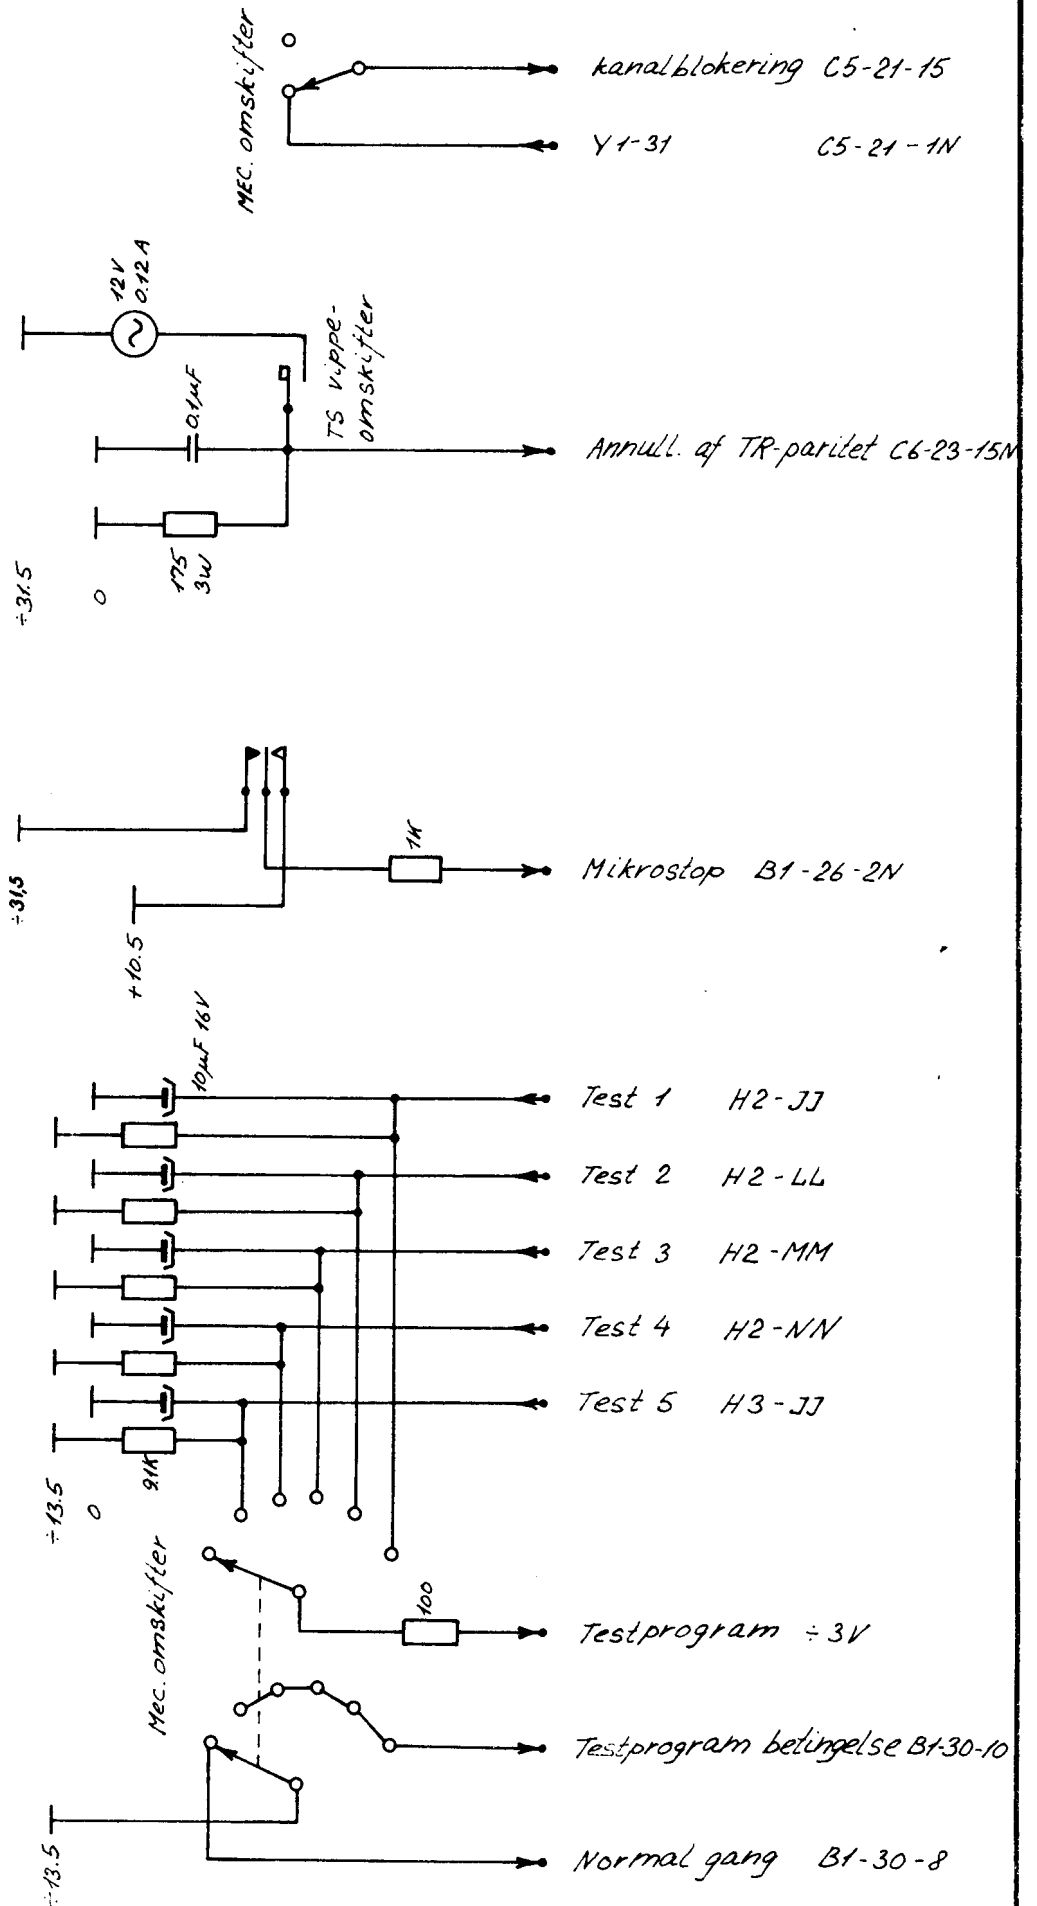 MEC. omskifter
kanalblokering C5-21-15
Y1-31 C5-21-1N
12V
0.12A
TS vippe-
omskifter
0.1µF
Annull. af TR-paritet C6-23-15N
175
3W
÷31.5
0
1K
Mikrostop B1-26-2N
÷31,5
+10.5
10µF 16V
Test 1 H2-JJ
Test 2 H2-LL
Test 3 H2-MM
Test 4 H2-NN
Test 5 H3-JJ
÷13.5
0
91K
Mec. omskifter
100
Testprogram ÷3V
Testprogram betingelse B1-30-10
÷13.5
Normal gang B1-30-8